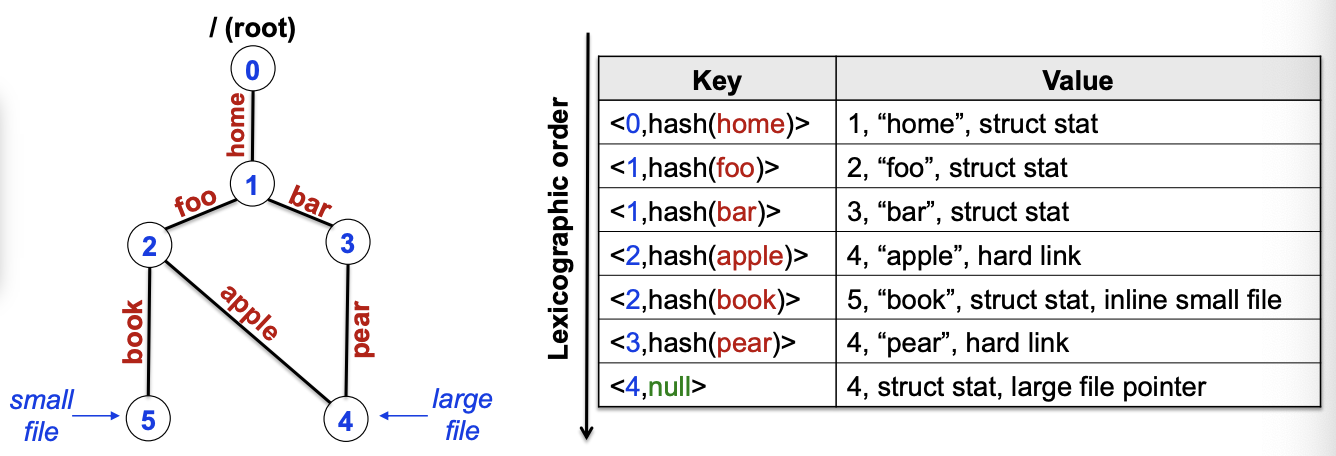 / (root)
0
home
1
foo
bar
2
3
book
apple
pear
small
file
5
4
large
file
Lexicographic order
Key Value
<0,hash(home)> 1, “home”, struct stat
<1,hash(foo)> 2, “foo”, struct stat
<1,hash(bar)> 3, “bar”, struct stat
<2,hash(apple)> 4, “apple”, hard link
<2,hash(book)> 5, “book”, struct stat, inline small file
<3,hash(pear)> 4, “pear”, hard link
<4,null> 4, struct stat, large file pointer